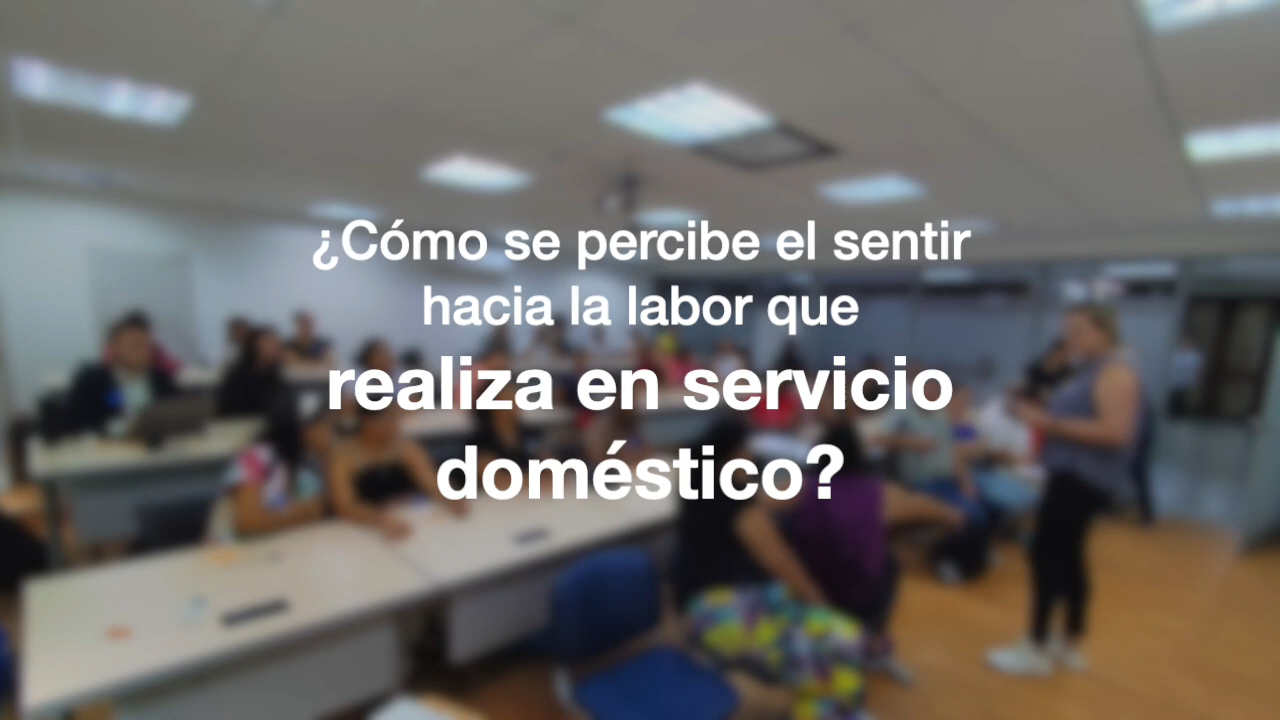 ¿Cómo se percibe el sentir
hacia la labor que
realiza en servicio
doméstico?